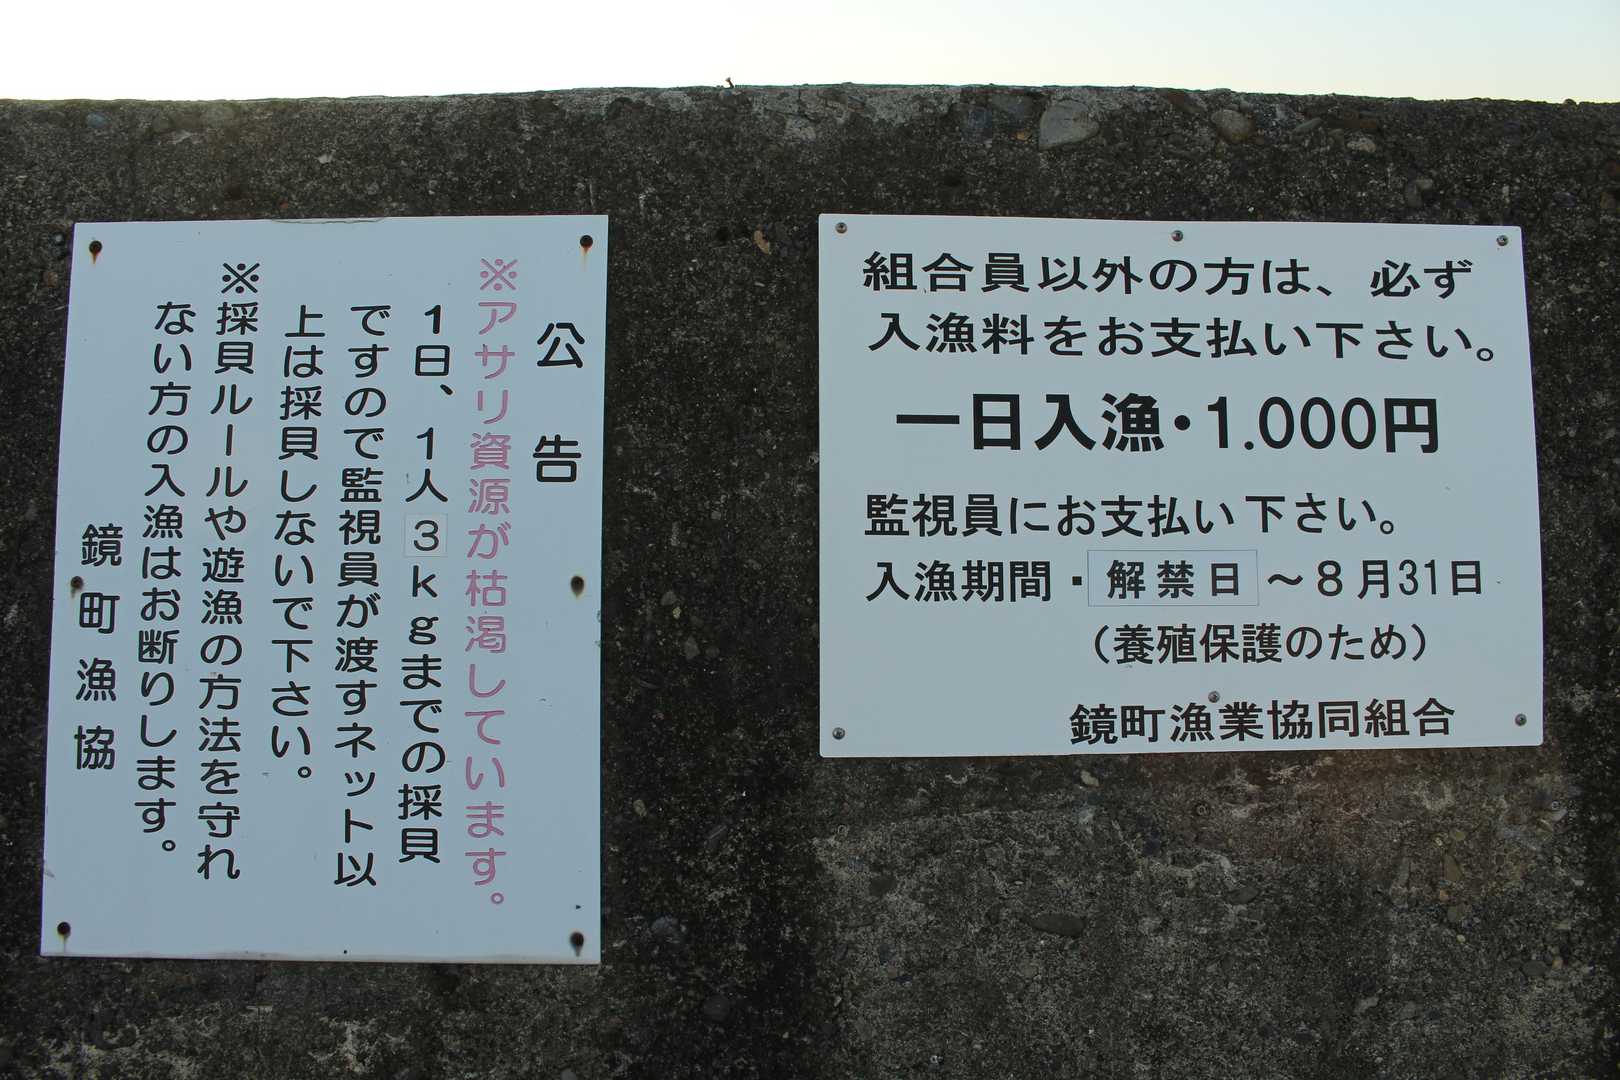 公告
※アサリ資源が枯渇しています。
1日、1人3kgまでの採貝
ですので監視員が渡すネット以
上は採貝しないで下さい。
※採貝ルールや遊漁の方法を守れ
ない方の入漁はお断りします。
鏡町漁協
組合員以外の方は、必ず
入漁料をお支払い下さい。
一日入漁・1.000円
監視員にお支払い下さい。
入漁期間・解禁日～8月31日
（養殖保護のため）
鏡町漁業協同組合